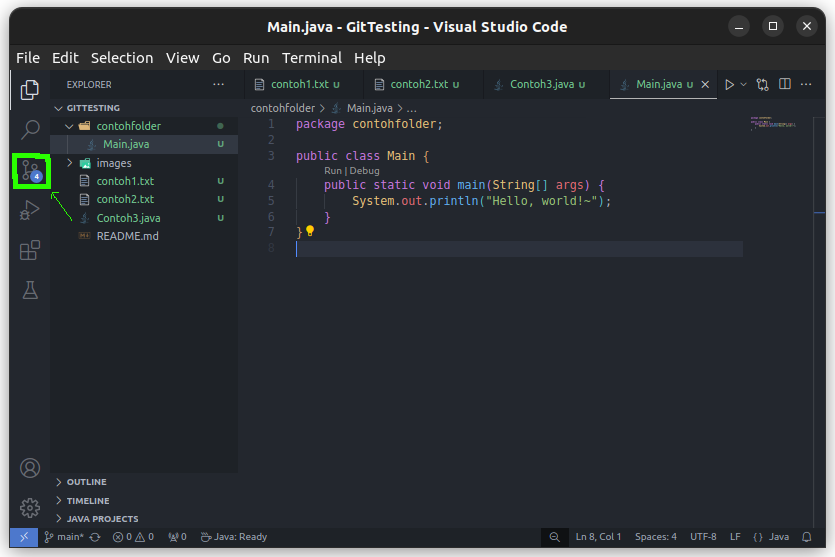 Main.java - GitTesting - Visual Studio Code
File Edit Selection View Go Run Terminal Help
EXPLORER ···
contoh1.txt U
contoh2.txt U
Contoh3.java U
Main.java U
GITTESTING
contohfolder
Main.java U
images
contoh1.txt U
contoh2.txt U
Contoh3.java U
README.md
4
contohfolder > Main.java > ...
1 package contohfolder;
2
3 public class Main {
Run | Debug
4 public static void main(String[] args) {
5 System.out.println("Hello, world!~");
6 }
7 }
8
OUTLINE
TIMELINE
JAVA PROJECTS
main* 0 0 0 Java: Ready Ln 8, Col 1 Spaces: 4 UTF-8 LF {} Java